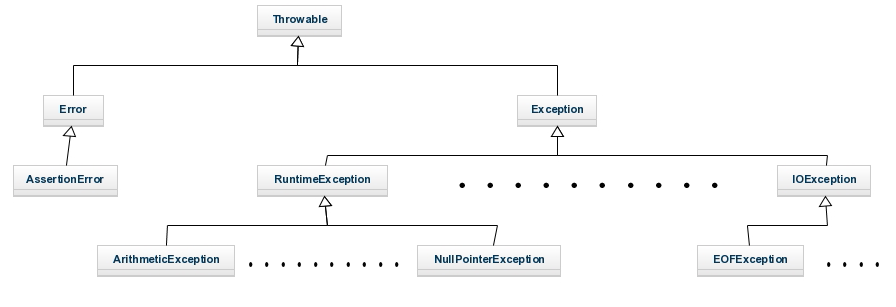 Throwable
Error
Exception
AssertionError
RuntimeException
IOException
ArithmeticException
NullPointerException
EOFException